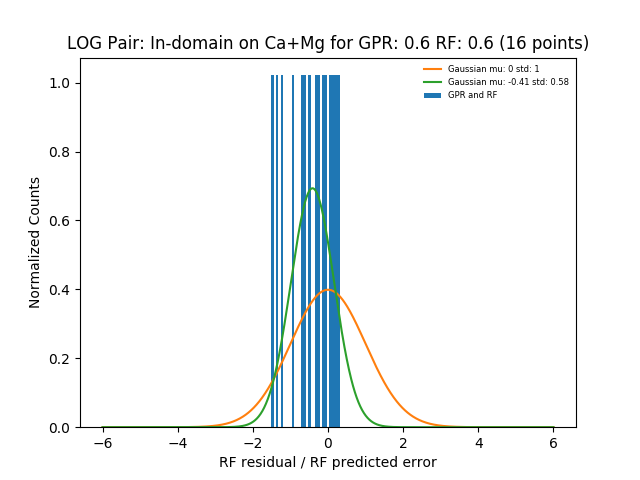 LOG Pair: In-domain on Ca+Mg for GPR: 0.6 RF: 0.6 (16 points)
Gaussian mu: 0 std: 1
Gaussian mu: -0.41 std: 0.58
GPR and RF
1.0
0.8
0.6
0.4
0.2
0.0
Normalized Counts
−6 −4 −2 0 2 4 6
RF residual / RF predicted error